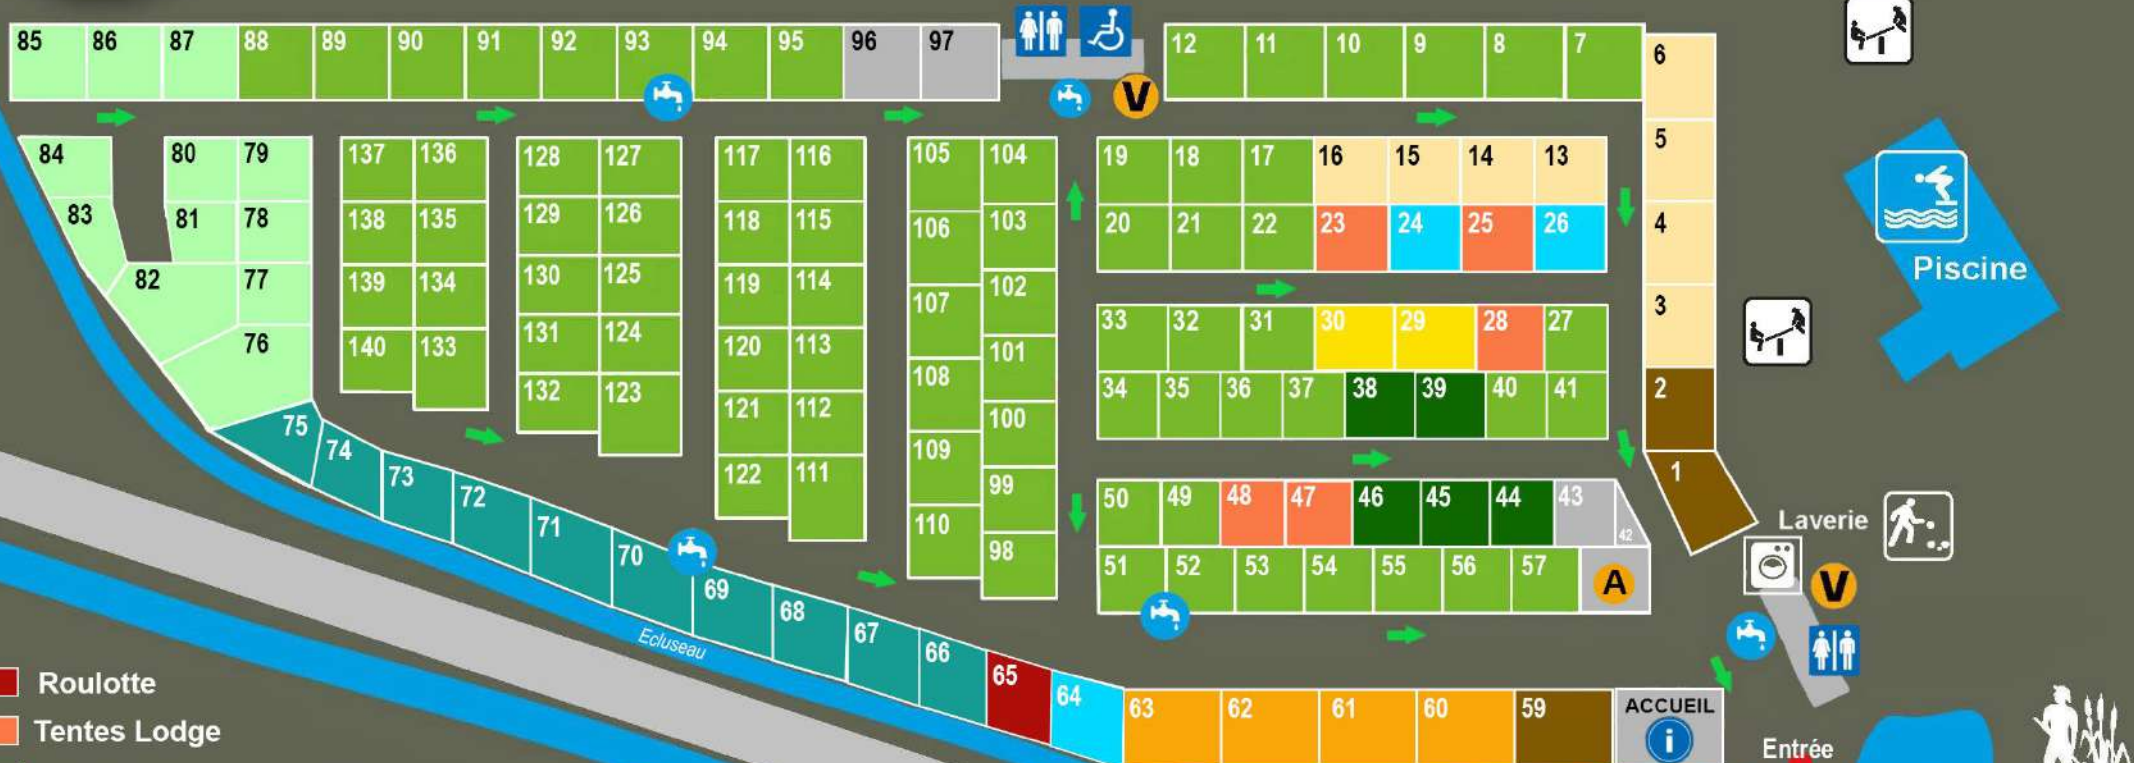 85 86 87 88 89 90 91 92 93 94 95 96 97
12 11 10 9 8 7 6
V
84 80 79 137 136 128 127 117 116 105 104 19 18 17 16 15 14 13 5
83 81 78 138 135 129 126 118 115 106 103 20 21 22 23 24 25 26 4
82 77 139 134 130 125 119 114 107 102 33 32 31 30 29 28 27 3
Piscine
76 140 133 131 124 120 113 108 101 34 35 36 37 38 39 40 41 2
75 74 132 123 121 112 109 100
73 72 122 111 99 50 49 48 47 46 45 44 43 42 1
Laverie
71 70 110 98 51 52 53 54 55 56 57 A
V
69 68 67 66 65 64 63 62 61 60 59
Ecluseau
ACCUEIL
i
Entrée
Roulotte
Tentes Lodge